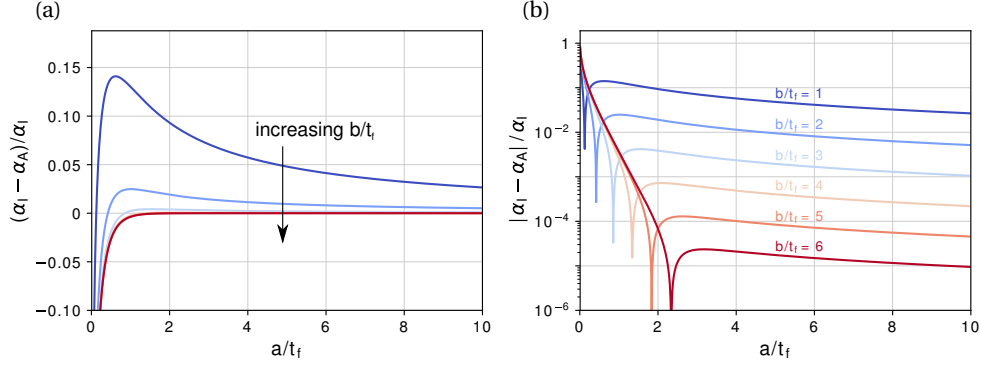 (a)
(α_I − α_A)/α_I
0.15
0.10
0.05
0
−0.05
−0.10
increasing b/t_f
0 2 4 6 8 10
a/t_f
(b)
|α_I − α_A| / α_I
1
10⁻²
10⁻⁴
10⁻⁶
b/t_f = 1
b/t_f = 2
b/t_f = 3
b/t_f = 4
b/t_f = 5
b/t_f = 6
0 2 4 6 8 10
a/t_f